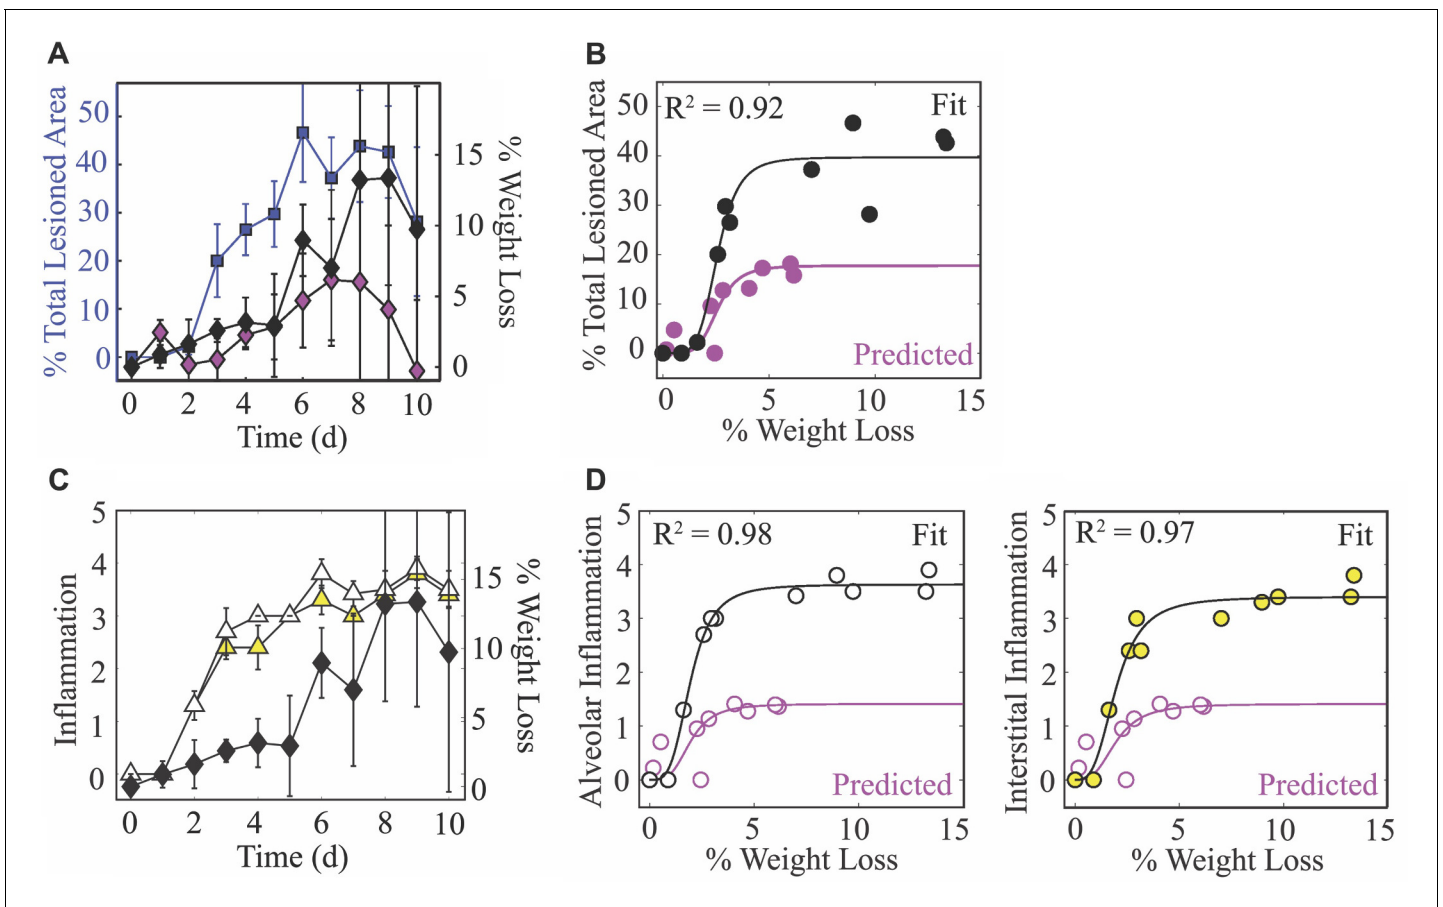 A
% Total Lesioned Area
50
40
30
20
10
0
15
10
5
0
% Weight Loss
0 2 4 6 8 10
Time (d)
B
% Total Lesioned Area
50
40
30
20
10
0
R² = 0.92
Fit
Predicted
0 5 10 15
% Weight Loss
C
Inflammation
5
4
3
2
1
0
15
10
5
0
% Weight Loss
0 2 4 6 8 10
Time (d)
D
Alveolar Inflammation
5
4
3
2
1
0
R² = 0.98
Fit
Predicted
0 5 10 15
% Weight Loss
Interstital Inflammation
5
4
3
2
1
0
R² = 0.97
Fit
Predicted
0 5 10 15
% Weight Loss